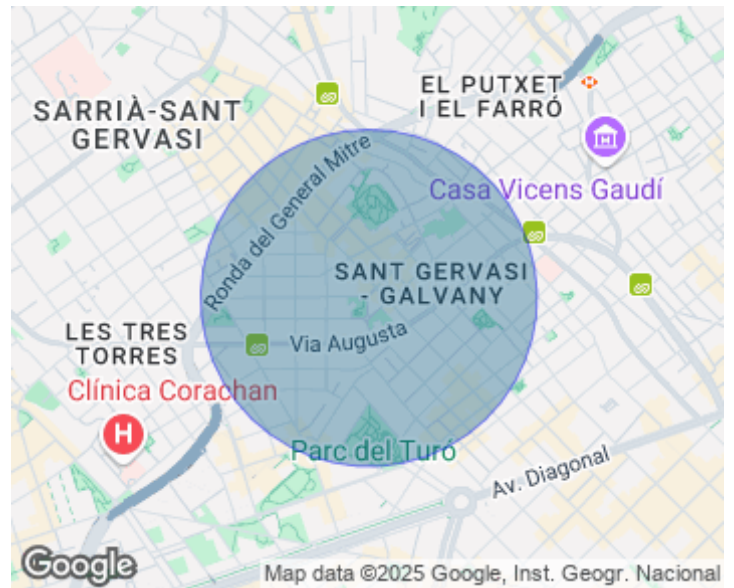 EL PUTXET
I EL FARRÓ
SARRIÀ-SANT
GERVASI
Ronda del General Mitre
Casa Vicens Gaudí
SANT GERVASI
- GALVANY
LES TRES
TORRES
Via Augusta
Clínica Corachan
H
Parc del Turó
Av. Diagonal
Google
Map data ©2025 Google, Inst. Geogr. Nacional